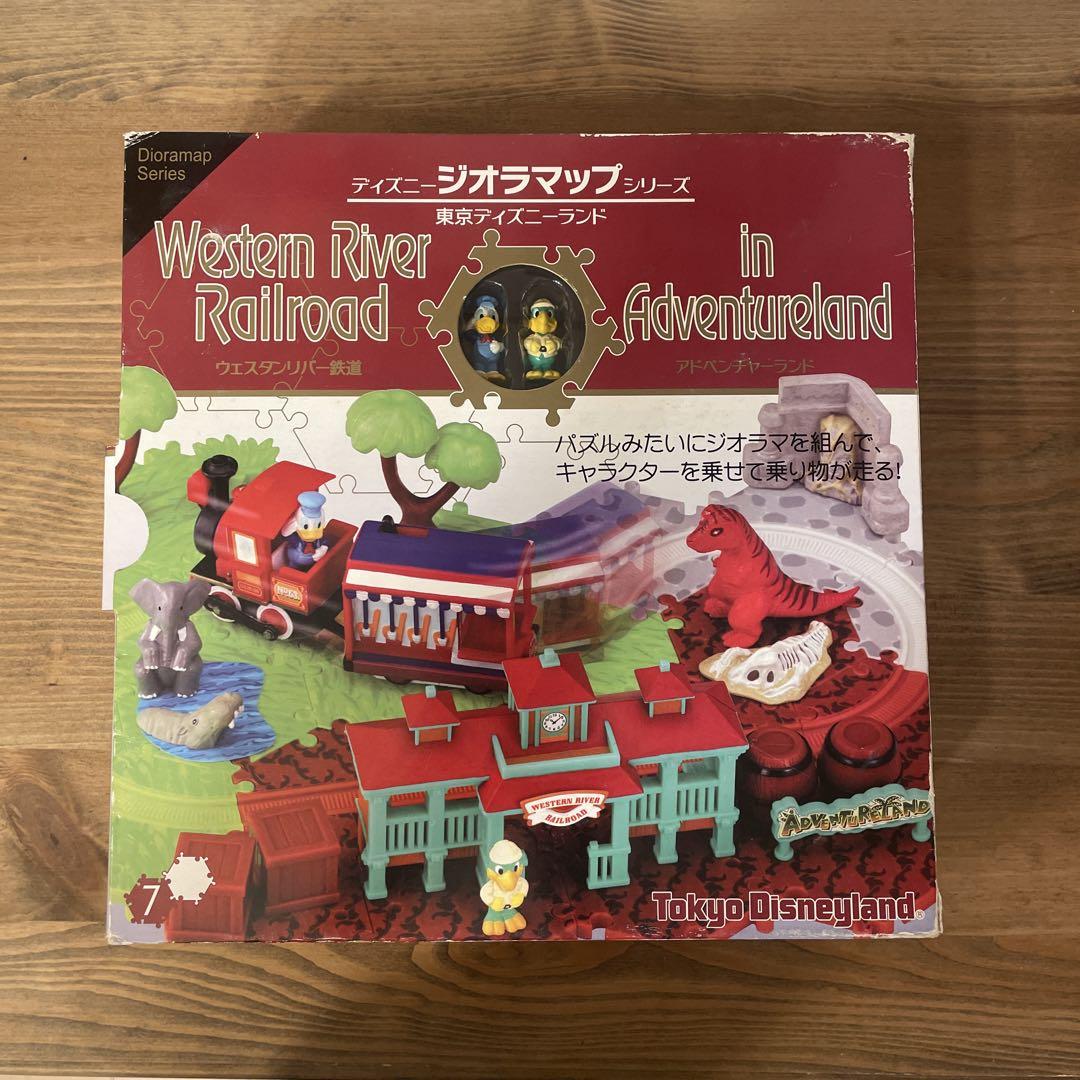 Dioramap
Series
ディズニージオラマップシリーズ
東京ディズニーランド
Western River
Railroad
ウェスタンリバー鉄道
in
Adventureland
アドベンチャーランド
パズルみたいにジオラマを組んで、
キャラクターを乗せて乗り物が走る!
WESTERN RIVER
RAILROAD
ADVENTURELAND
7
Tokyo Disneyland®